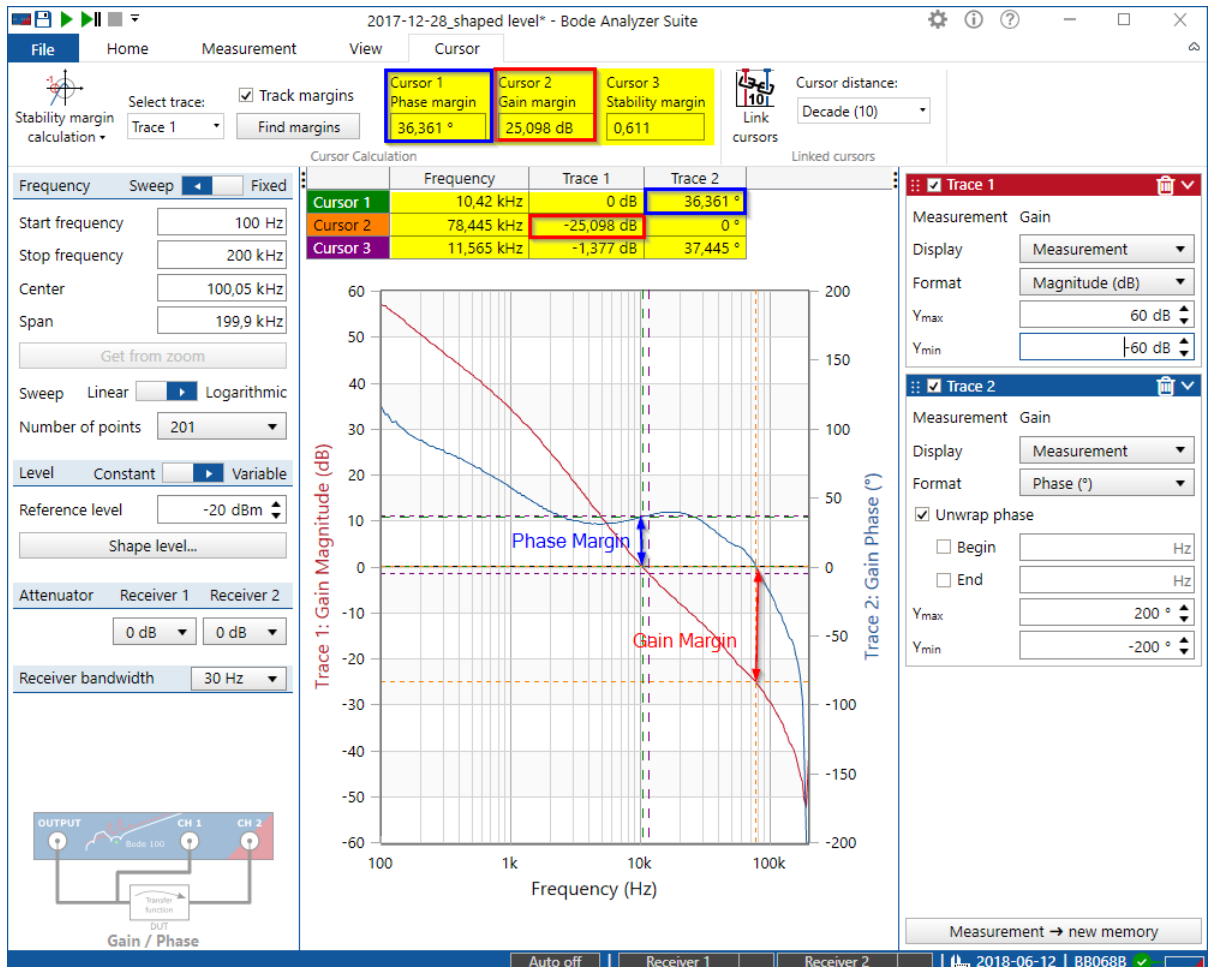 2017-12-28_shaped level* - Bode Analyzer Suite
File Home Measurement View Cursor
Stability margin calculation
Select trace:
Trace 1
Track margins
Find margins
Cursor 1 Cursor 2 Cursor 3
Phase margin Gain margin Stability margin
36,361 ° 25,098 dB 0,611
Cursor Calculation
Link cursors
Cursor distance:
Decade (10)
Linked cursors
Frequency Sweep Fixed
Start frequency 100 Hz
Stop frequency 200 kHz
Center 100,05 kHz
Span 199,9 kHz
Get from zoom
Sweep Linear Logarithmic
Number of points 201
Level Constant Variable
Reference level -20 dBm
Shape level...
Attenuator Receiver 1 Receiver 2
0 dB 0 dB
Receiver bandwidth 30 Hz
OUTPUT CH 1 CH 2
Bode 100
Transfer
function
DUT
Gain / Phase
Frequency Trace 1 Trace 2
Cursor 1 10,42 kHz 0 dB 36,361 °
Cursor 2 78,445 kHz -25,098 dB 0 °
Cursor 3 11,565 kHz -1,377 dB 37,445 °
Trace 1: Gain Magnitude (dB)
60
50
40
30
20
10
0
-10
-20
-30
-40
-50
-60
Phase Margin
Gain Margin
200
150
100
50
0
-50
-100
-150
-200
Trace 2: Gain Phase (°)
100 1k 10k 100k
Frequency (Hz)
Trace 1
Measurement Gain
Display Measurement
Format Magnitude (dB)
Ymax 60 dB
Ymin -60 dB
Trace 2
Measurement Gain
Display Measurement
Format Phase (°)
Unwrap phase
Begin Hz
End Hz
Ymax 200 °
Ymin -200 °
Measurement → new memory
Auto off Receiver 1 Receiver 2 2018-06-12 BB068B